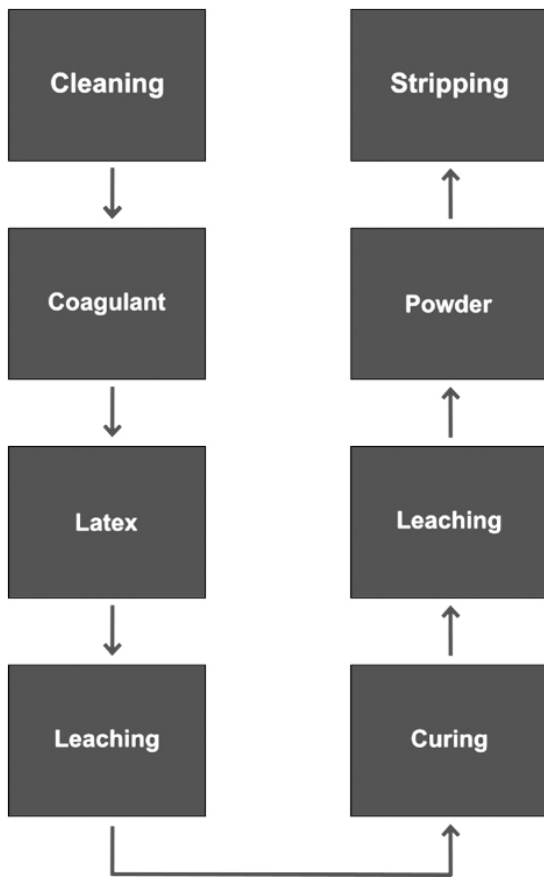 Cleaning
Coagulant
Latex
Leaching
Curing
Leaching
Powder
Stripping